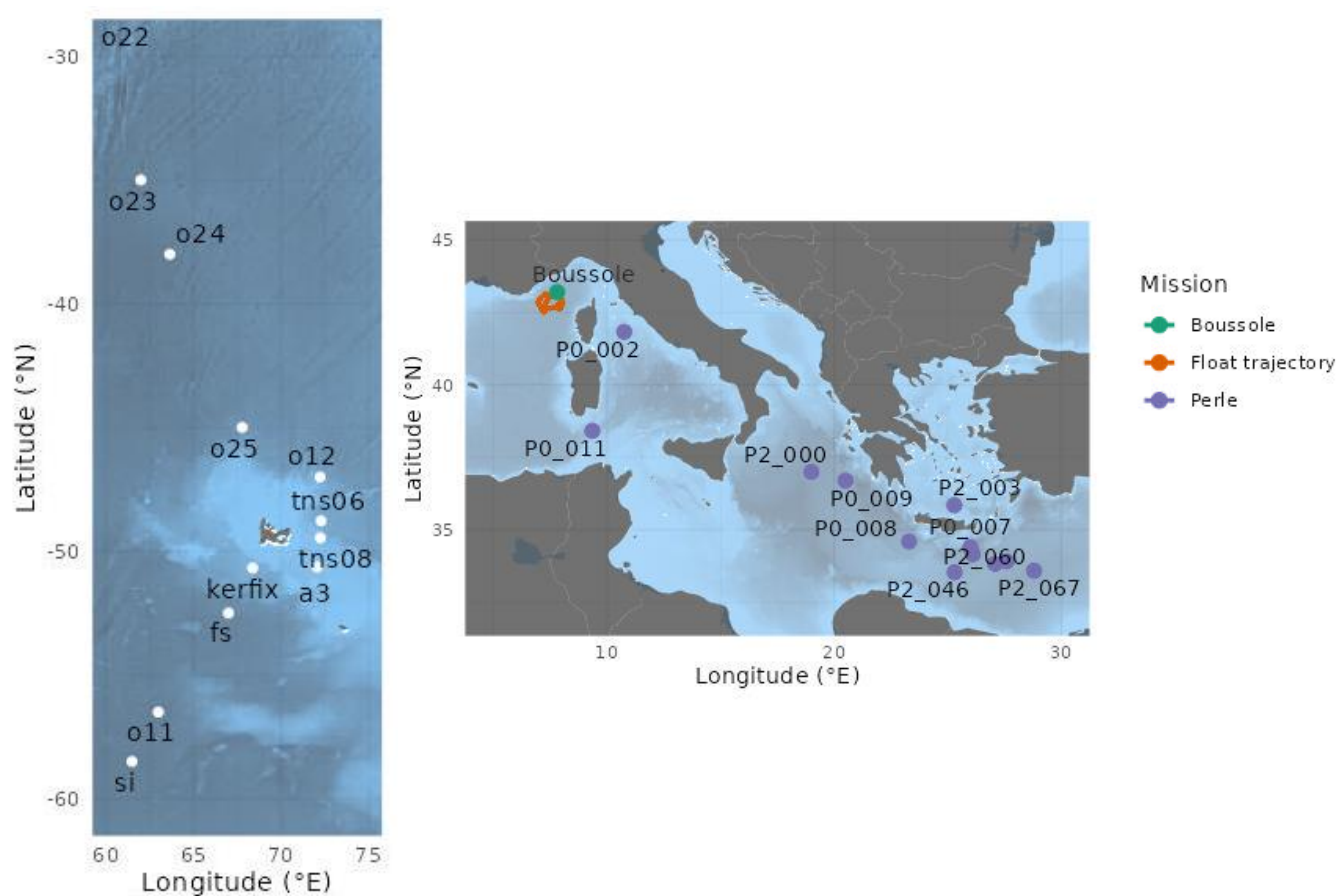 o22
-30
o23
o24
-40
o25
o12
tns06
-50
tns08
kerfix
a3
fs
o11
si
-60
60
65
70
75
Longitude (°E)
Latitude (°N)
45
Boussole
P0_002
40
P0_011
P2_000
P0_009
P2_003
P0_008
P0_007
35
P2_060
P2_046
P2_067
10
20
30
Longitude (°E)
Latitude (°N)
Mission
Boussole
Float trajectory
Perle